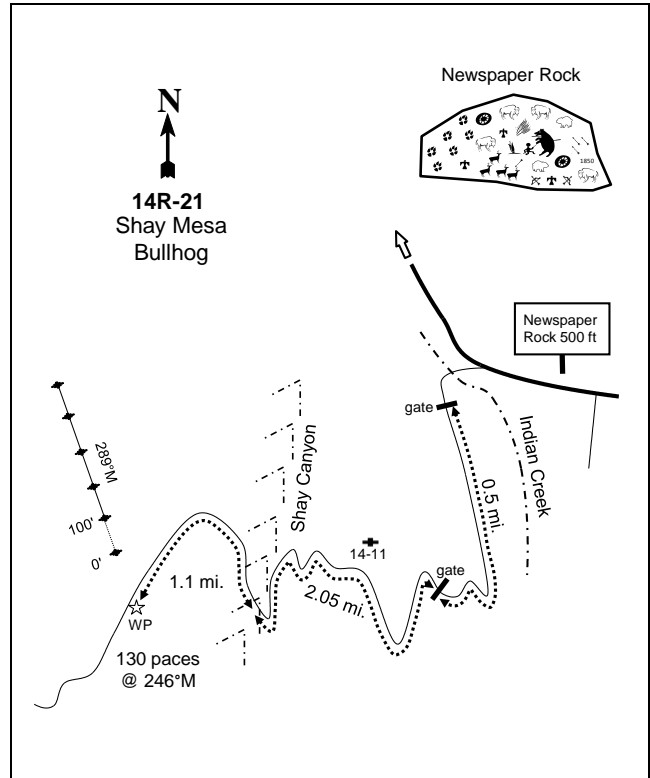 Newspaper Rock
1850
N
14R-21
Shay Mesa
Bullhog
Newspaper
Rock 500 ft
gate
Indian Creek
0.5 mi.
289°M
100'
0'
Shay Canyon
14-11
gate
1.1 mi.
2.05 mi.
WP
130 paces
@ 246°M